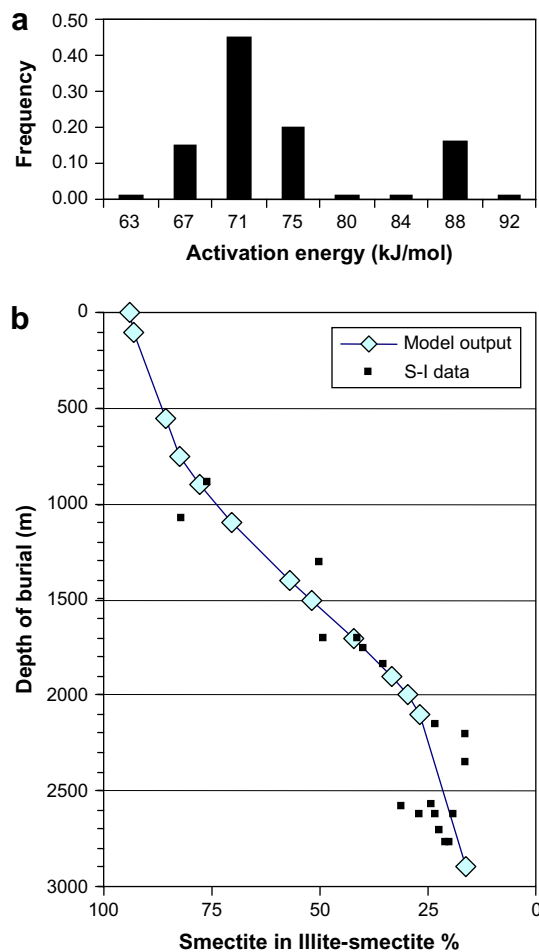 a
0.50
0.40
0.30
0.20
0.10
0.00
Frequency
63 67 71 75 80 84 88 92
Activation energy (kJ/mol)
b
0
500
1000
1500
2000
2500
3000
Depth of burial (m)
Model output
S-I data
100 75 50 25 0
Smectite in Illite-smectite %